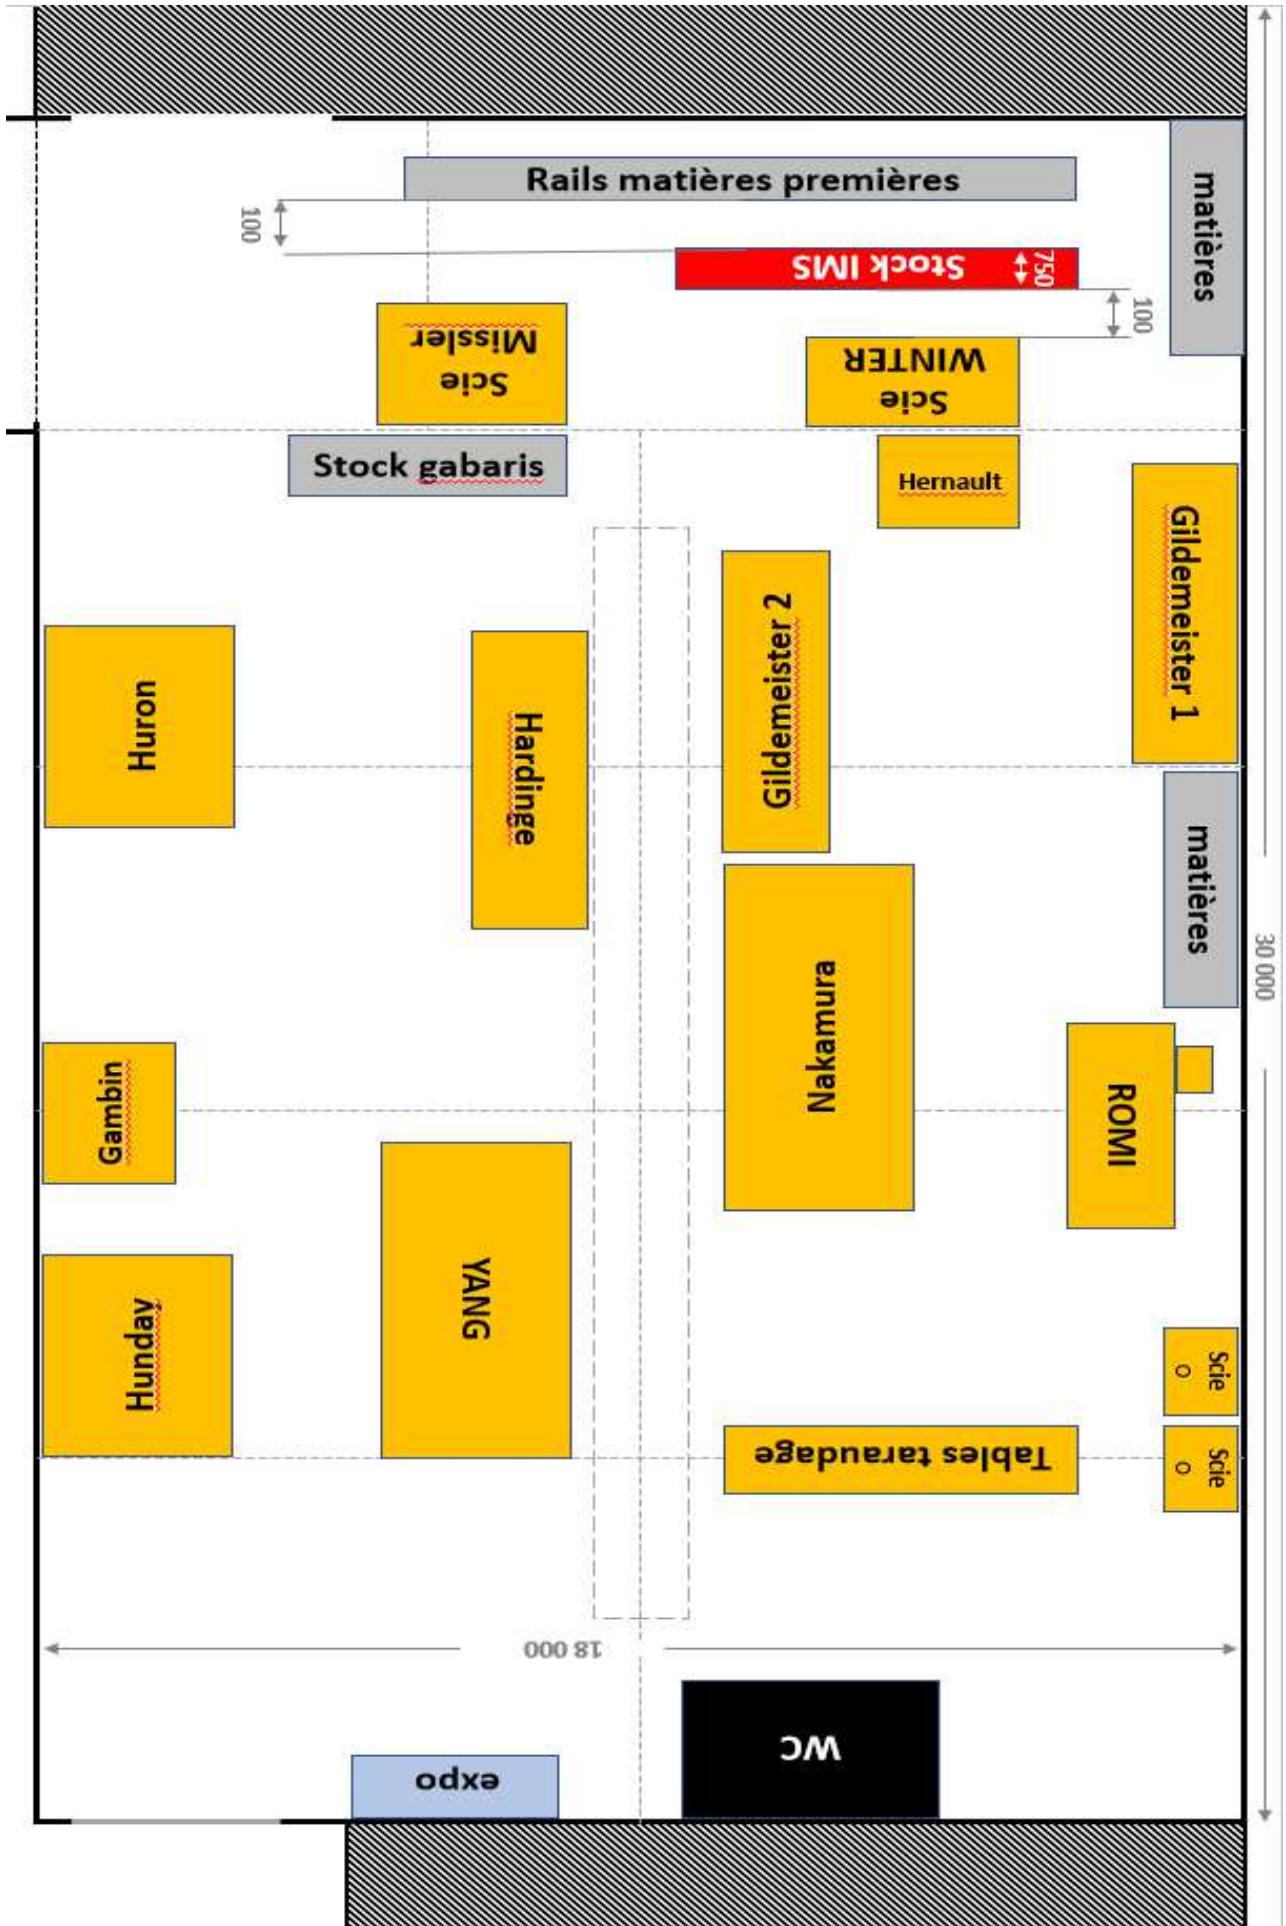 Rails matières premières
matières
100
Stock IMS
750
100
Scie
Missler
Scie
WINTER
Stock gabaris
Hernault
Gildemeister 1
Gildemeister 2
Huron
Hardinge
matières
30 000
Nakamura
ROMI
Gambin
YANG
Hunday
Scie
O
Tables taraudage
Scie
O
18 000
WC
expo